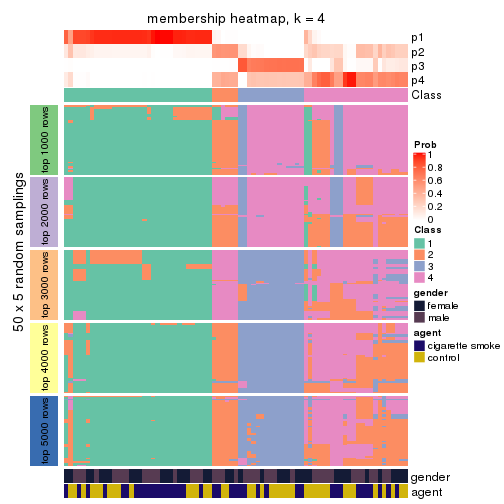 membership heatmap, k = 4
p1
p2
p3
p4
Class
50 x 5 random samplings
top 1000 rows
top 2000 rows
top 3000 rows
top 4000 rows
top 5000 rows
gender
agent
Prob
1
0.8
0.6
0.4
0.2
0
Class
1
2
3
4
gender
female
male
agent
cigarette smoke
control